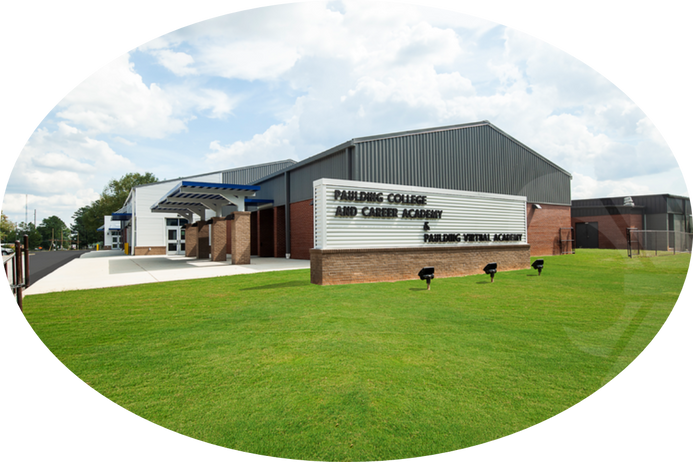 PAULDING COLLEGE
AND CAREER ACADEMY
&
PAULDING VIRTUAL ACADEMY